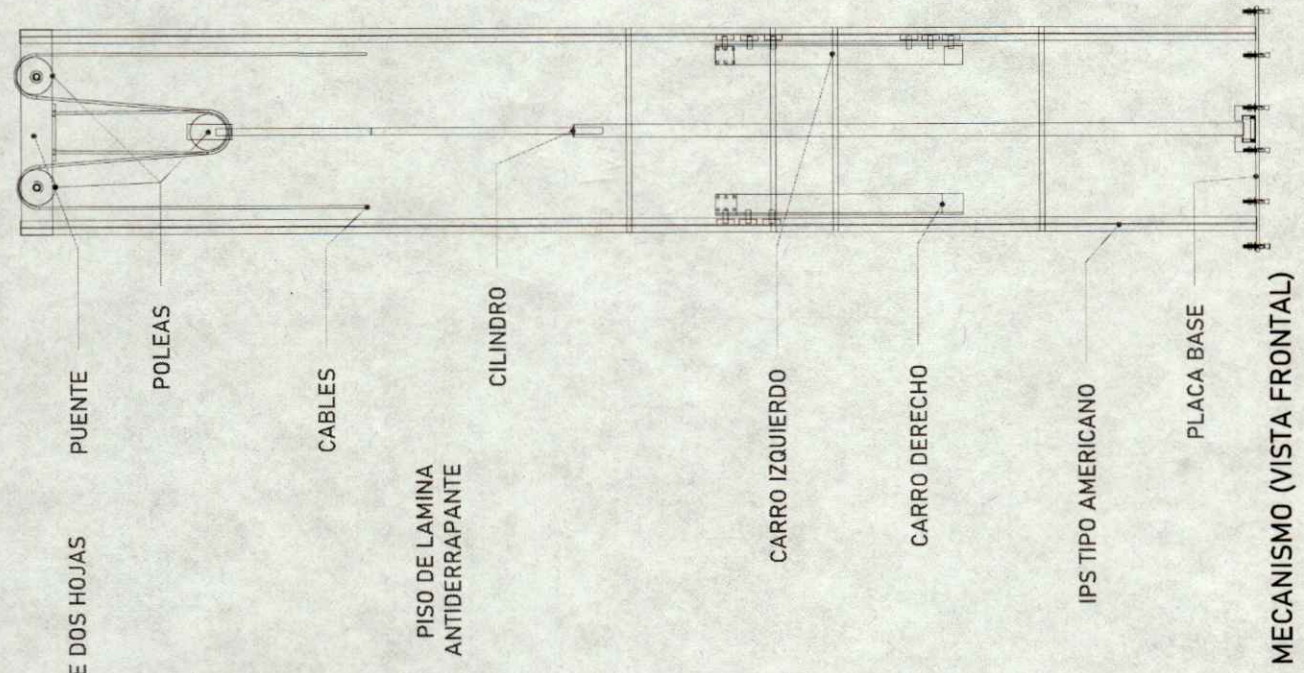 PUENTE
POLEAS
CABLES
CILINDRO
CARRO IZQUIERDO
CARRO DERECHO
IPS TIPO AMERICANO
PLACA BASE
MECANISMO (VISTA FRONTAL)
E DOS HOJAS
PISO DE LAMINA
ANTIDERRAPANTE